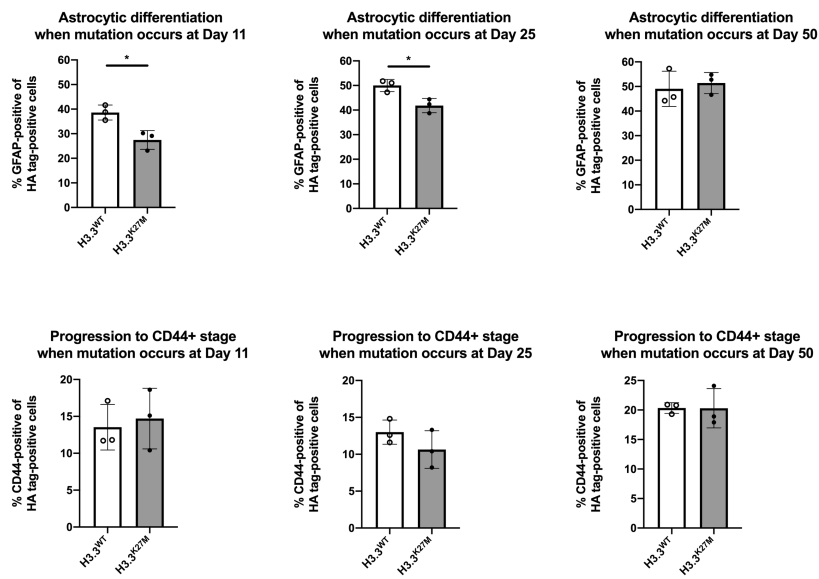 Astrocytic differentiation
when mutation occurs at Day 11
*
% GFAP-positive of
HA tag-positive cells
60
50
40
30
20
10
0
H3.3WT
H3.3K27M
Astrocytic differentiation
when mutation occurs at Day 25
*
% GFAP-positive of
HA tag-positive cells
60
50
40
30
20
10
0
H3.3WT
H3.3K27M
Astrocytic differentiation
when mutation occurs at Day 50
% GFAP-positive of
HA tag-positive cells
60
50
40
30
20
10
0
H3.3WT
H3.3K27M
Progression to CD44+ stage
when mutation occurs at Day 11
% CD44-positive of
HA tag-positive cells
20
15
10
5
0
H3.3WT
H3.3K27M
Progression to CD44+ stage
when mutation occurs at Day 25
% CD44-positive of
HA tag-positive cells
20
15
10
5
0
H3.3WT
H3.3K27M
Progression to CD44+ stage
when mutation occurs at Day 50
% CD44-positive of
HA tag-positive cells
25
20
15
10
5
0
H3.3WT
H3.3K27M